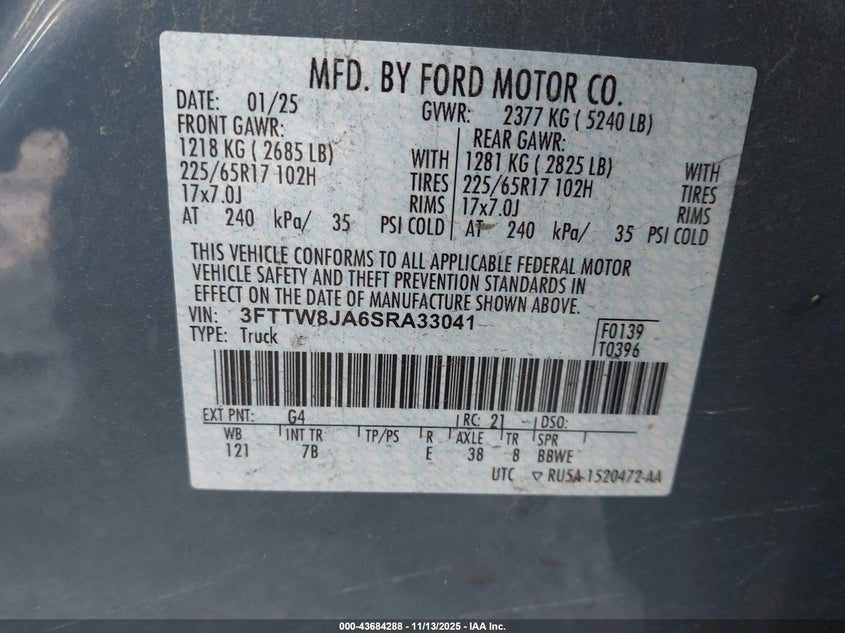 MFD. BY FORD MOTOR CO.
DATE: 01/25 GVWR: 2377 KG ( 5240 LB)
FRONT GAWR: REAR GAWR:
1218 KG ( 2685 LB) WITH 1281 KG ( 2825 LB) WITH
225/65R17 102H TIRES 225/65R17 102H TIRES
17x7.0J RIMS 17x7.0J RIMS
AT 240 kPa/ 35 PSI COLD AT 240 kPa/ 35 PSI COLD
THIS VEHICLE CONFORMS TO ALL APPLICABLE FEDERAL MOTOR
VEHICLE SAFETY AND THEFT PREVENTION STANDARDS IN
EFFECT ON THE DATE OF MANUFACTURE SHOWN ABOVE.
VIN: 3FTTW8JA6SRA33041
TYPE: Truck
F0139
T0396
EXT PNT: G4 RC: 21 DSO:
WB INT TR TP/PS R AXLE TR SPR
121 7B E 38 8 BBWE
UTC ▽ RU5A-1520472-AA
000-43684288 - 11/13/2025 - IAA Inc.